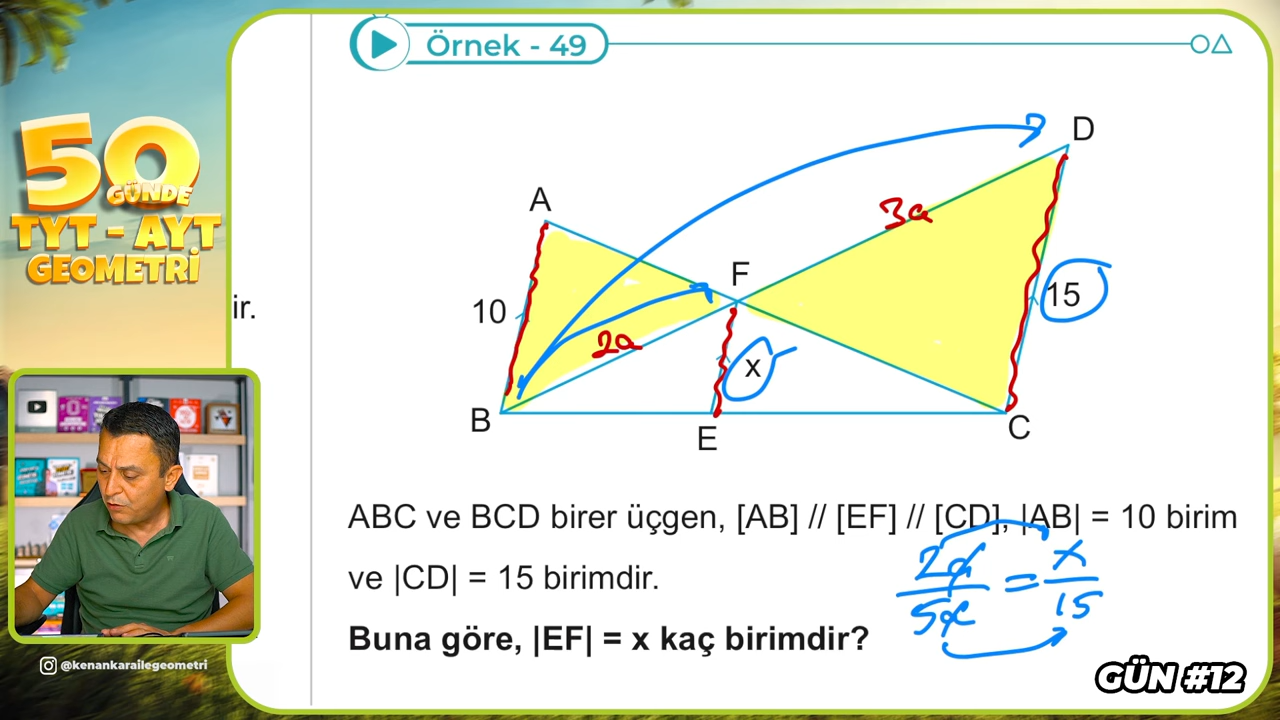 Örnek - 49
50
GÜNDE
TYT - AYT
GEOMETRİ
ir.
A
D
3a
F
10
15
2a
x
B
E
C
ABC ve BCD birer üçgen, [AB] // [EF] // [CD], |AB| = 10 birim
ve |CD| = 15 birimdir.
2a/5a = x/15
Buna göre, |EF| = x kaç birimdir?
@kenankarailegeometri
GÜN #12